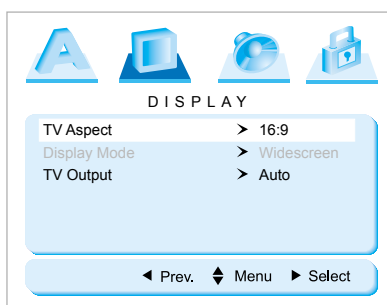 A
DISPLAY
TV Aspect > 16:9
Display Mode > Widescreen
TV Output > Auto
◀ Prev. ♦ Menu ▶ Select